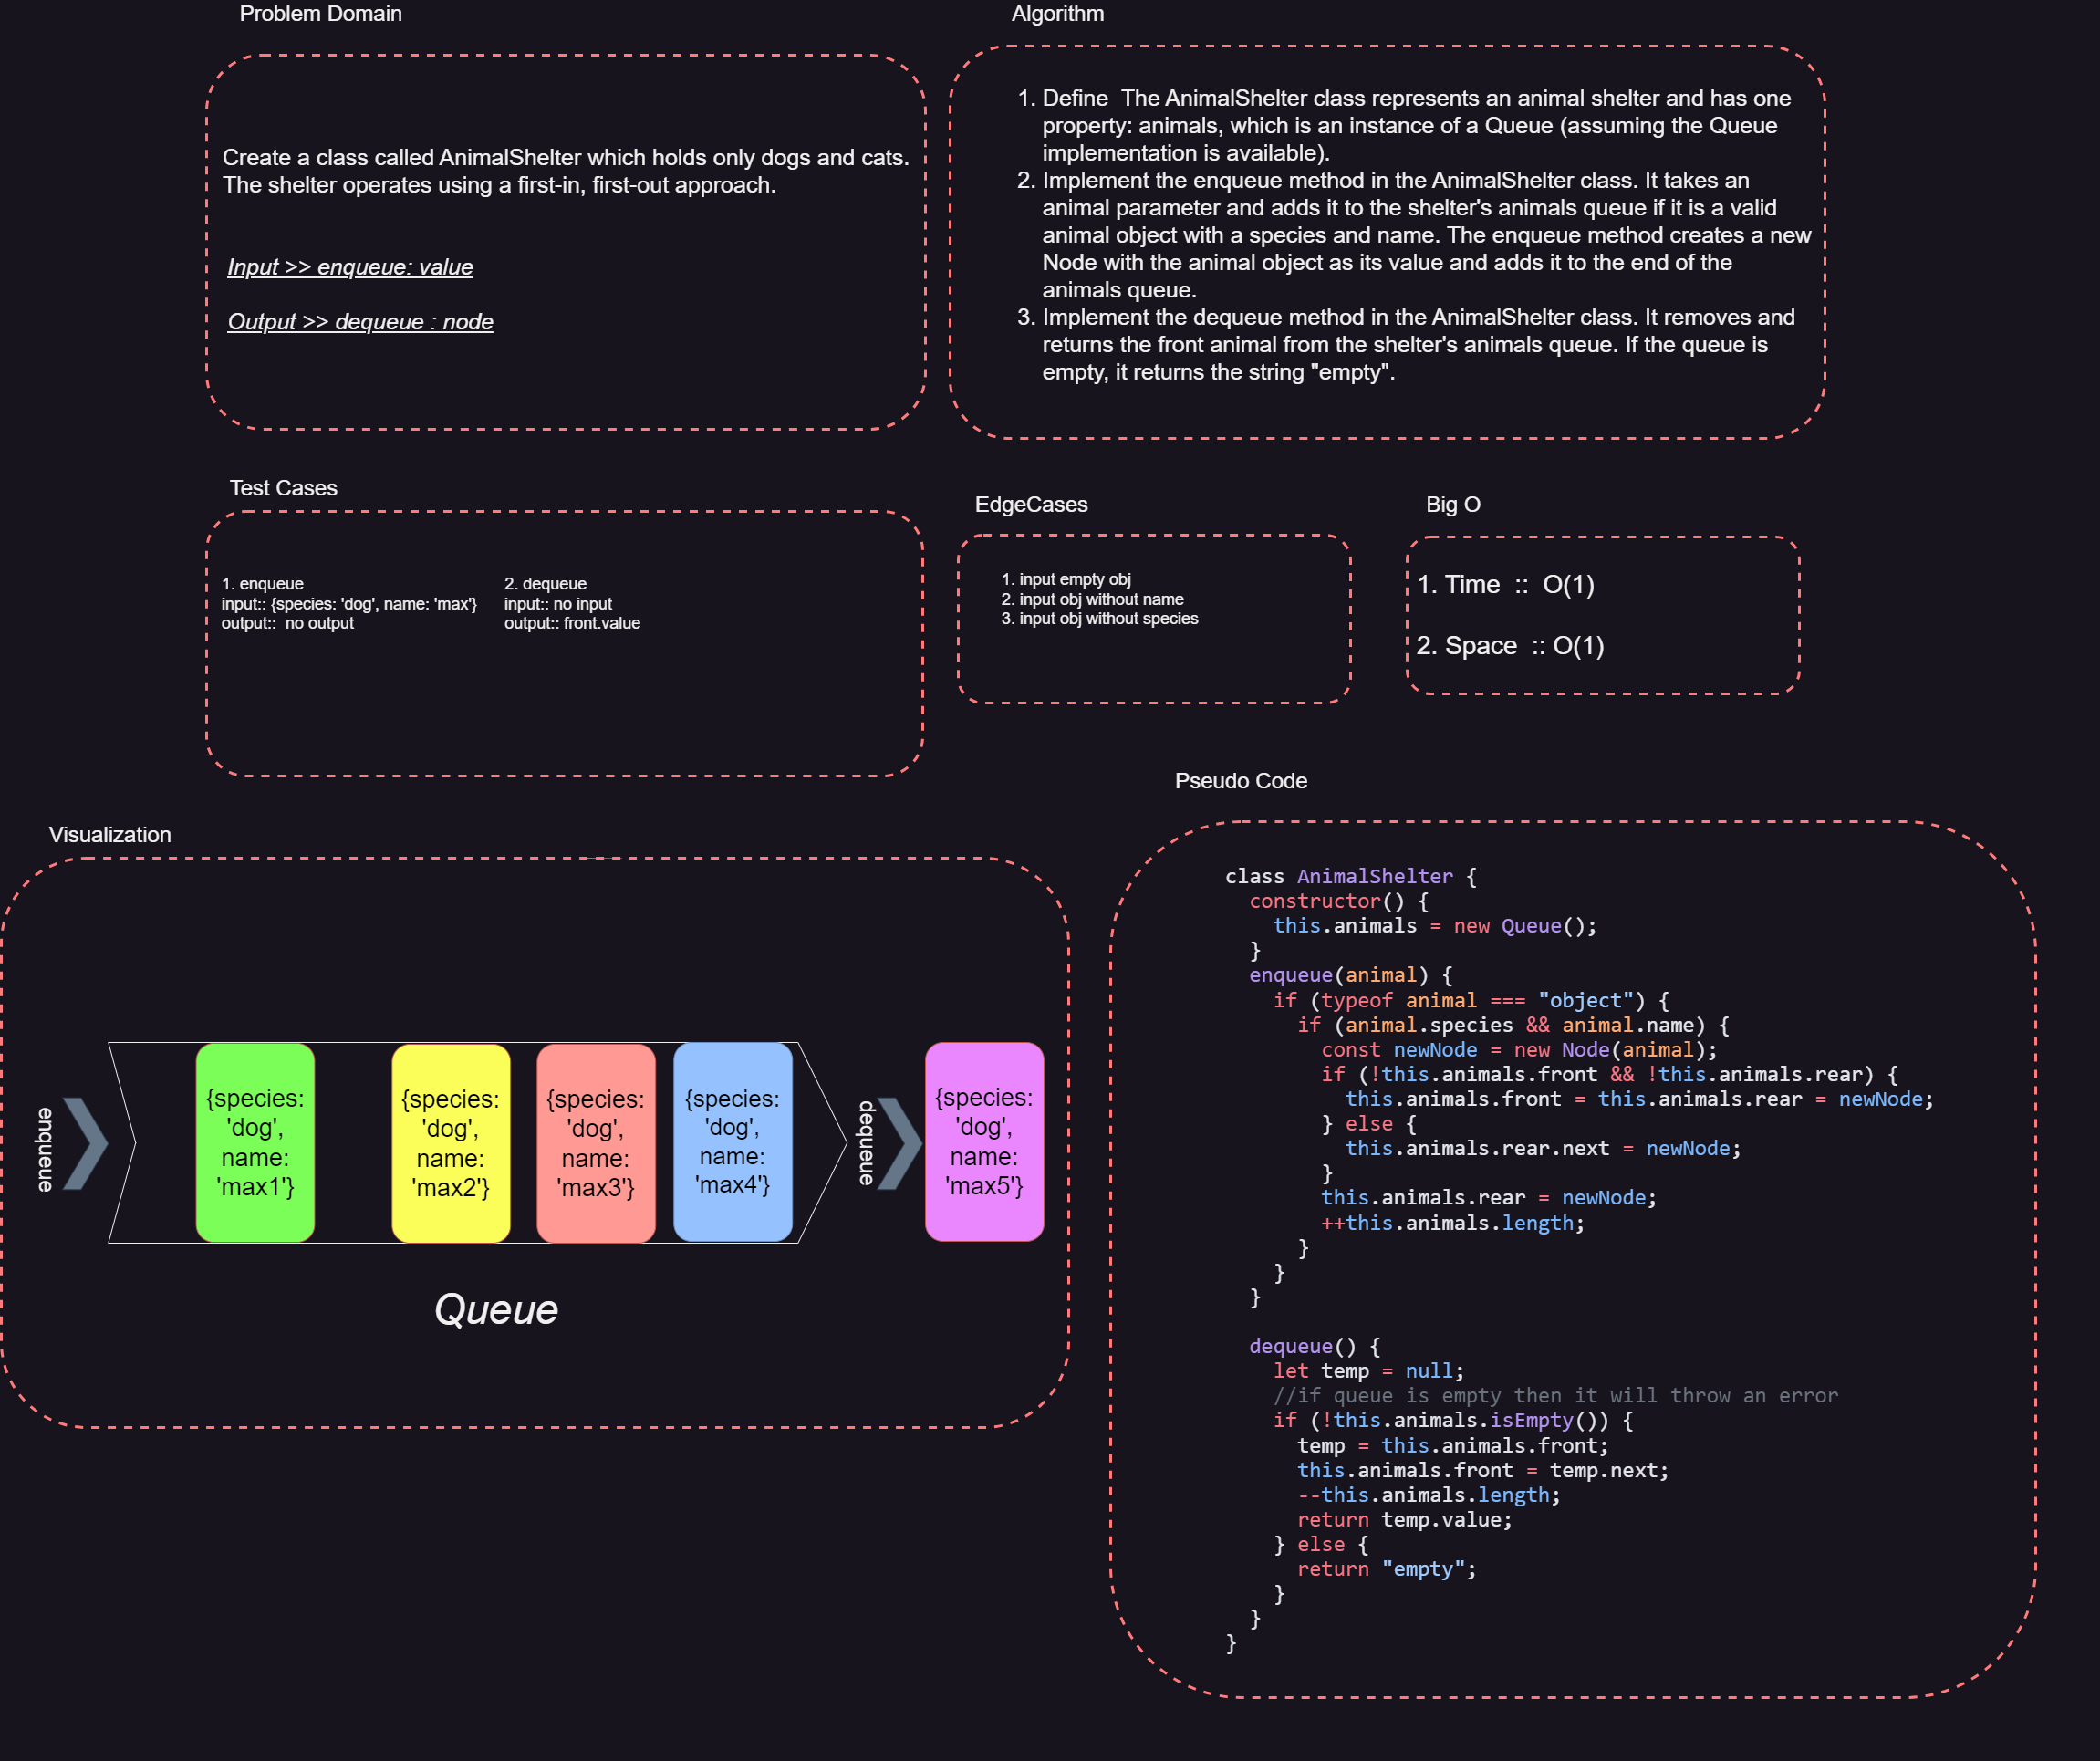 Problem Domain
Create a class called AnimalShelter which holds only dogs and cats.
The shelter operates using a first-in, first-out approach.
Input >> enqueue: value
Output >> dequeue : node
Algorithm
1. Define  The AnimalShelter class represents an animal shelter and has one
property: animals, which is an instance of a Queue (assuming the Queue
implementation is available).
2. Implement the enqueue method in the AnimalShelter class. It takes an
animal parameter and adds it to the shelter's animals queue if it is a valid
animal object with a species and name. The enqueue method creates a new
Node with the animal object as its value and adds it to the end of the
animals queue.
3. Implement the dequeue method in the AnimalShelter class. It removes and
returns the front animal from the shelter's animals queue. If the queue is
empty, it returns the string "empty".
Test Cases
1. enqueue
input:: {species: 'dog', name: 'max'}
output::  no output
2. dequeue
input:: no input
output:: front.value
EdgeCases
1. input empty obj
2. input obj without name
3. input obj without species
Big O
1. Time  ::  O(1)
2. Space  :: O(1)
Visualization
enqueue
{species:
'dog',
name:
'max1'}
{species:
'dog',
name:
'max2'}
{species:
'dog',
name:
'max3'}
{species:
'dog',
name:
'max4'}
dequeue
{species:
'dog',
name:
'max5'}
Queue
Pseudo Code
class AnimalShelter {
  constructor() {
    this.animals = new Queue();
  }
  enqueue(animal) {
    if (typeof animal === "object") {
      if (animal.species && animal.name) {
        const newNode = new Node(animal);
        if (!this.animals.front && !this.animals.rear) {
          this.animals.front = this.animals.rear = newNode;
        } else {
          this.animals.rear.next = newNode;
        }
        this.animals.rear = newNode;
        ++this.animals.length;
      }
    }
  }
  dequeue() {
    let temp = null;
    //if queue is empty then it will throw an error
    if (!this.animals.isEmpty()) {
      temp = this.animals.front;
      this.animals.front = temp.next;
      --this.animals.length;
      return temp.value;
    } else {
      return "empty";
    }
  }
}